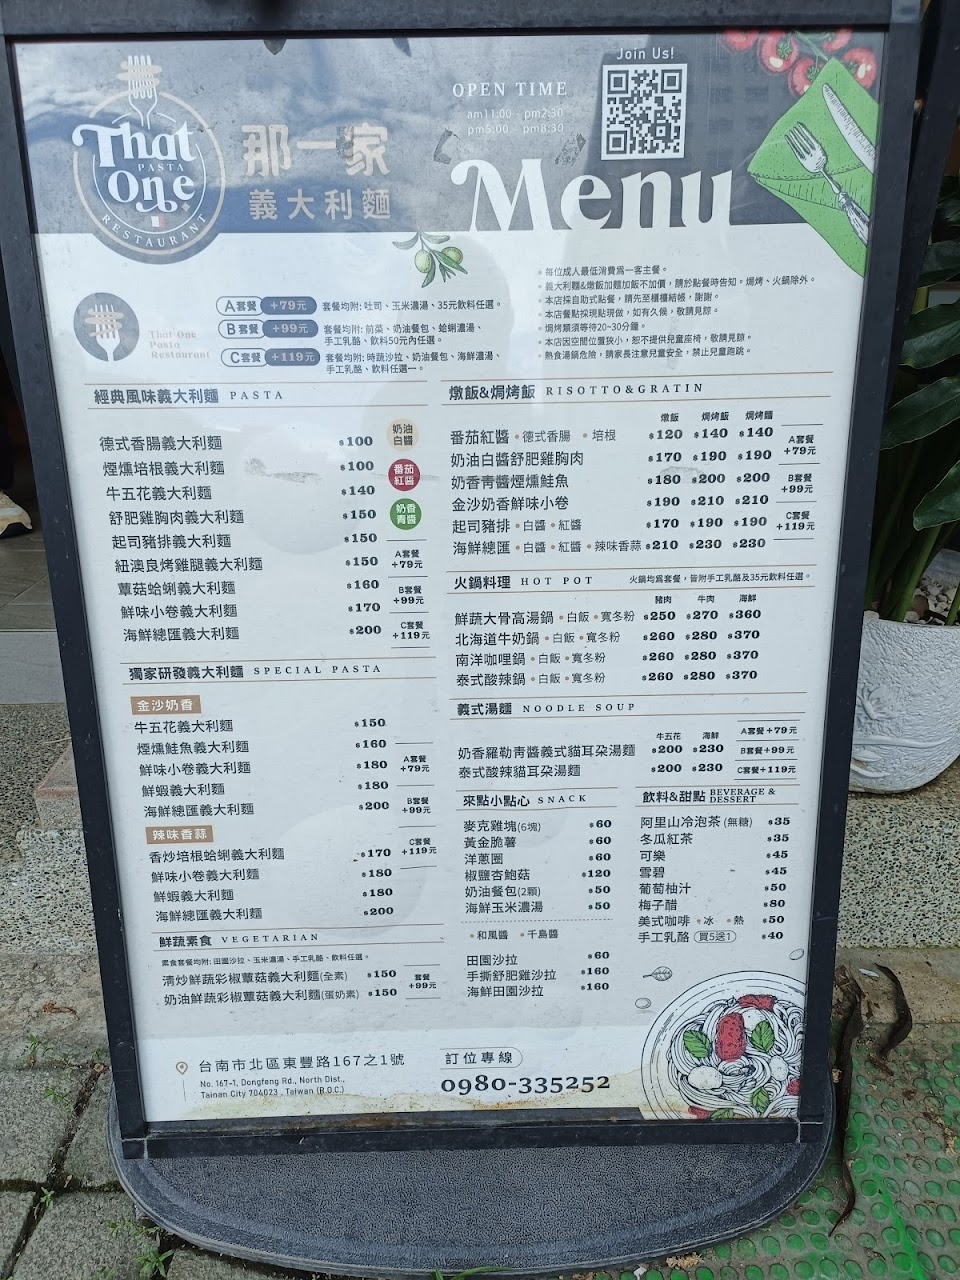 That
PASTA
One
RESTAURANT
那一家
義大利麵
OPEN TIME
am11:00 - pm2:30
pm5:00 - pm8:30
Join Us!
Menu
That One
Pasta
Restaurant
A套餐 +79元 套餐均附: 吐司、玉米濃湯、35元飲料任選。
B套餐 +99元 套餐均附: 前菜、奶油餐包、蛤蜊濃湯、
手工乳酪、飲料50元內任選。
C套餐 +119元 套餐均附: 時蔬沙拉、奶油餐包、海鮮濃湯、
手工乳酪、飲料任選一。
• 每位成人最低消費為一客主餐。
• 義大利麵&燉飯加麵加飯不加價，請於點餐時告知。焗烤、火鍋除外。
• 本店採自助式點餐，請先至櫃檯結帳，謝謝。
• 本店餐點採現點現做，如有久候，敬請見諒。
• 焗烤類須等待20~30分鐘。
• 本店因空間位置狹小，恕不提供兒童座椅，敬請見諒。
• 熱食湯鍋危險，請家長注意兒童安全，禁止兒童跑跳。
經典風味義大利麵 PASTA
德式香腸義大利麵 $100
煙燻培根義大利麵 $100
牛五花義大利麵 $140
舒肥雞胸肉義大利麵 $150
起司豬排義大利麵 $150
紐澳良烤雞腿義大利麵 $150
蕈菇蛤蜊義大利麵 $160
鮮味小卷義大利麵 $170
海鮮總匯義大利麵 $200
奶油
白醬
番茄
紅醬
奶香
青醬
A套餐
+79元
B套餐
+99元
C套餐
+119元
獨家研發義大利麵 SPECIAL PASTA
金沙奶香
牛五花義大利麵 $150
煙燻鮭魚義大利麵 $160
鮮味小卷義大利麵 $180
鮮蝦義大利麵 $180
海鮮總匯義大利麵 $200
辣味香蒜
香炒培根蛤蜊義大利麵 $170
鮮味小卷義大利麵 $180
鮮蝦義大利麵 $180
海鮮總匯義大利麵 $200
A套餐
+79元
B套餐
+99元
C套餐
+119元
鮮蔬素食 VEGETARIAN
素食套餐均附: 田園沙拉、玉米濃湯、手工乳酪、飲料任選。
清炒鮮蔬彩椒蕈菇義大利麵(全素) $150
奶油鮮蔬彩椒蕈菇義大利麵(蛋奶素) $150
套餐
+99元
燉飯&焗烤飯 RISOTTO&GRATIN
燉飯 焗烤飯 焗烤麵
番茄紅醬 • 德式香腸 • 培根 $120 $140 $140
奶油白醬舒肥雞胸肉 $170 $190 $190
奶香青醬煙燻鮭魚 $180 $200 $200
金沙奶香鮮味小卷 $190 $210 $210
起司豬排 • 白醬 • 紅醬 $170 $190 $190
海鮮總匯 • 白醬 • 紅醬 • 辣味香蒜 $210 $230 $230
A套餐
+79元
B套餐
+99元
C套餐
+119元
火鍋料理 HOT POT 火鍋均為套餐，皆附手工乳酪及35元飲料任選。
豬肉 牛肉 海鮮
鮮蔬大骨高湯鍋 • 白飯 • 寬冬粉 $250 $270 $360
北海道牛奶鍋 • 白飯 • 寬冬粉 $260 $280 $370
南洋咖哩鍋 • 白飯 • 寬冬粉 $260 $280 $370
泰式酸辣鍋 • 白飯 • 寬冬粉 $260 $280 $370
義式湯麵 NOODLE SOUP
牛五花 海鮮
奶香羅勒青醬義式貓耳朵湯麵 $200 $230
泰式酸辣貓耳朵湯麵 $200 $230
A套餐+79元
B套餐+99元
C套餐+119元
來點小點心 SNACK
麥克雞塊(6塊) $60
黃金脆薯 $60
洋蔥圈 $60
椒鹽杏鮑菇 $120
奶油餐包(2顆) $50
海鮮玉米濃湯 $50
• 和風醬 • 千島醬
田園沙拉 $60
手撕舒肥雞沙拉 $160
海鮮田園沙拉 $160
飲料&甜點 BEVERAGE & DESSERT
阿里山冷泡茶 (無糖) $35
冬瓜紅茶 $35
可樂 $45
雪碧 $45
葡萄柚汁 $50
梅子醋 $80
美式咖啡 • 冰 • 熱 $50
手工乳酪 (買5送1) $40
台南市北區東豐路167之1號
No. 167-1, Dongfeng Rd., North Dist.,
Tainan City 704023 , Taiwan (R.O.C.)
訂位專線
0980-335252